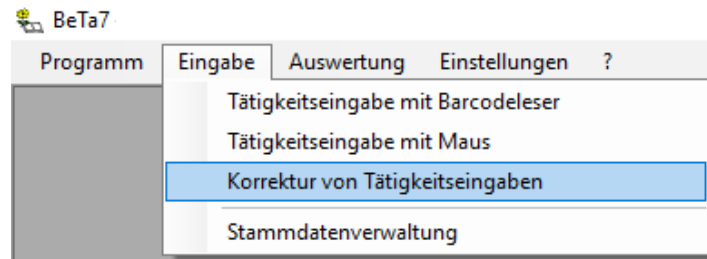 BeTa7
Programm Eingabe Auswertung Einstellungen ?
Tätigkeitseingabe mit Barcodeleser
Tätigkeitseingabe mit Maus
Korrektur von Tätigkeitseingaben
Stammdatenverwaltung